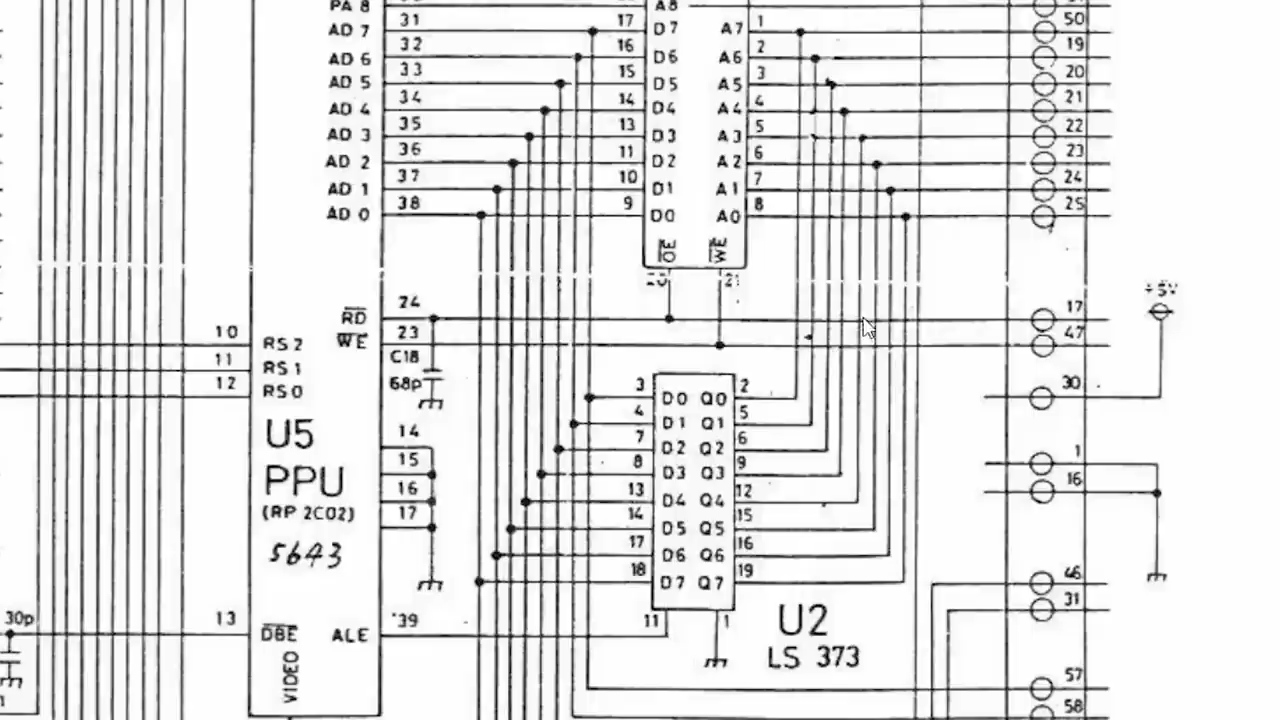 PA 8 A8
AD 7 31 17 D7 A7 1 50
AD 6 32 16 D6 A6 2 19
AD 5 33 15 D5 A5 3 20
AD 4 34 14 D4 A4 4 21
AD 3 35 13 D3 A3 5 22
AD 2 36 11 D2 A2 6 23
AD 1 37 10 D1 A1 7 24
AD 0 38 9 D0 A0 8 25
OE WE
21
+5V
RD 24 17
10 RS2 WE 23 47
11 RS1 C18
12 RS0 68p 30
3 D0 Q0 2
4 D1 Q1 5
U5 14 7 D2 Q2 6 1
PPU 15 8 D3 Q3 9 16
16 13 D4 Q4 12
(RP 2C02) 17 14 D5 Q5 15
5643 17 D6 Q6 16
18 D7 Q7 19 46
31
30p 13 DBE ALE 39 11 1 U2
LS 373
VIDEO
57
58